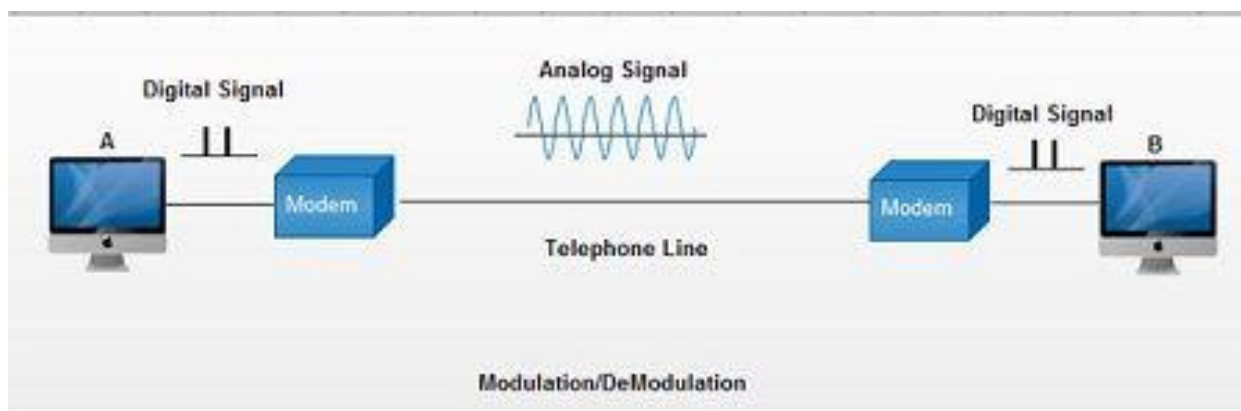 Analog Signal
Digital Signal
Digital Signal
A
B
Modem
Modem
Telephone Line
Modulation/DeModulation